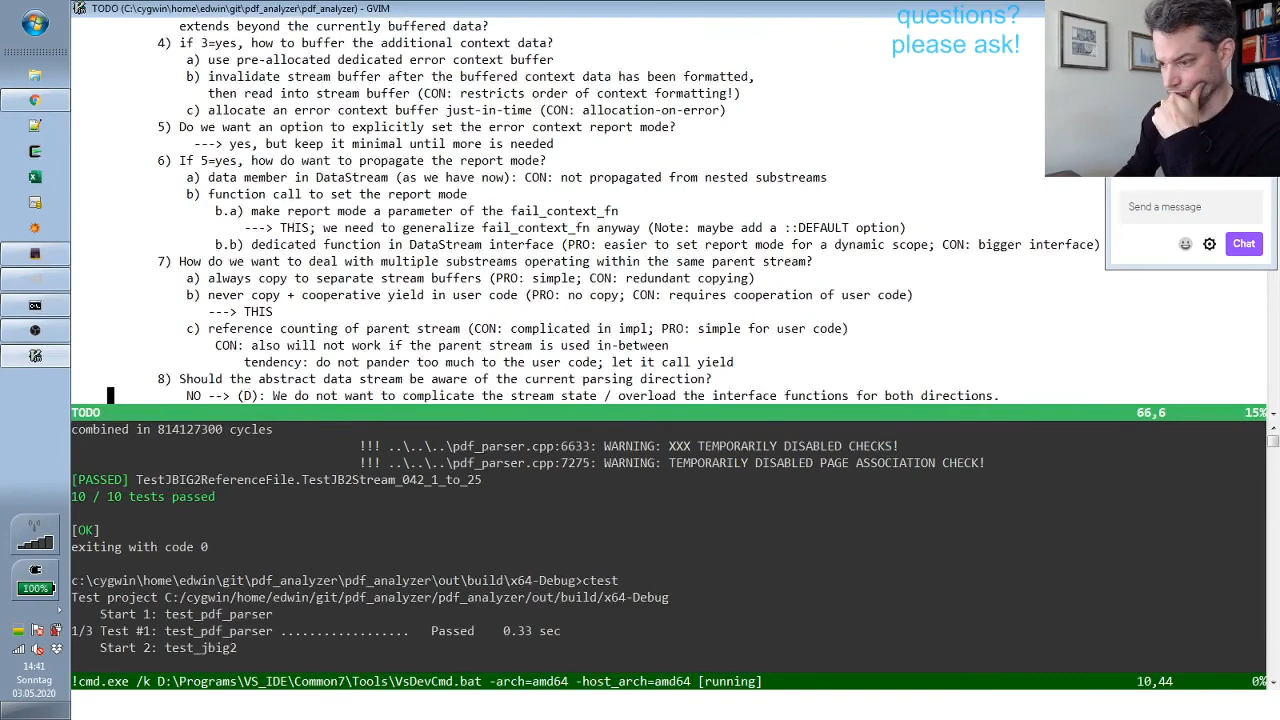 TODO (C:\cygwin\home\edwin\git\pdf_analyzer\pdf_analyzer) - GVIM
questions?
please ask!
extends beyond the currently buffered data?
4) if 3=yes, how to buffer the additional context data?
a) use pre-allocated dedicated error context buffer
b) invalidate stream buffer after the buffered context data has been formatted,
then read into stream buffer (CON: restricts order of context formatting!)
c) allocate an error context buffer just-in-time (CON: allocation-on-error)
5) Do we want an option to explicitly set the error context report mode?
---> yes, but keep it minimal until more is needed
6) If 5=yes, how do want to propagate the report mode?
a) data member in DataStream (as we have now): CON: not propagated from nested substreams
b) function call to set the report mode
b.a) make report mode a parameter of the fail_context_fn
---> THIS; we need to generalize fail_context_fn anyway (Note: maybe add a ::DEFAULT option)
b.b) dedicated function in DataStream interface (PRO: easier to set report mode for a dynamic scope; CON: bigger interface)
7) How do we want to deal with multiple substreams operating within the same parent stream?
a) always copy to separate stream buffers (PRO: simple; CON: redundant copying)
b) never copy + cooperative yield in user code (PRO: no copy; CON: requires cooperation of user code)
---> THIS
c) reference counting of parent stream (CON: complicated in impl; PRO: simple for user code)
CON: also will not work if the parent stream is used in-between
tendency: do not pander too much to the user code; let it call yield
8) Should the abstract data stream be aware of the current parsing direction?
NO --> (D): We do not want to complicate the stream state / overload the interface functions for both directions.
TODO 66,6 15%
combined in 814127300 cycles
!!! ..\..\..\pdf_parser.cpp:6633: WARNING: XXX TEMPORARILY DISABLED CHECKS!
!!! ..\..\..\pdf_parser.cpp:7275: WARNING: TEMPORARILY DISABLED PAGE ASSOCIATION CHECK!
[PASSED] TestJBIG2ReferenceFile.TestJB2Stream_042_1_to_25
10 / 10 tests passed
[OK]
exiting with code 0
c:\cygwin\home\edwin\git\pdf_analyzer\pdf_analyzer\out\build\x64-Debug>ctest
Test project C:/cygwin/home/edwin/git/pdf_analyzer/pdf_analyzer/out/build/x64-Debug
Start 1: test_pdf_parser
1/3 Test #1: test_pdf_parser .................. Passed 0.33 sec
Start 2: test_jbig2
!cmd.exe /k D:\Programs\VS_IDE\Common7\Tools\VsDevCmd.bat -arch=amd64 -host_arch=amd64 [running] 10,44 0%
Send a message
Chat
100%
14:41
Sonntag
03.05.2020